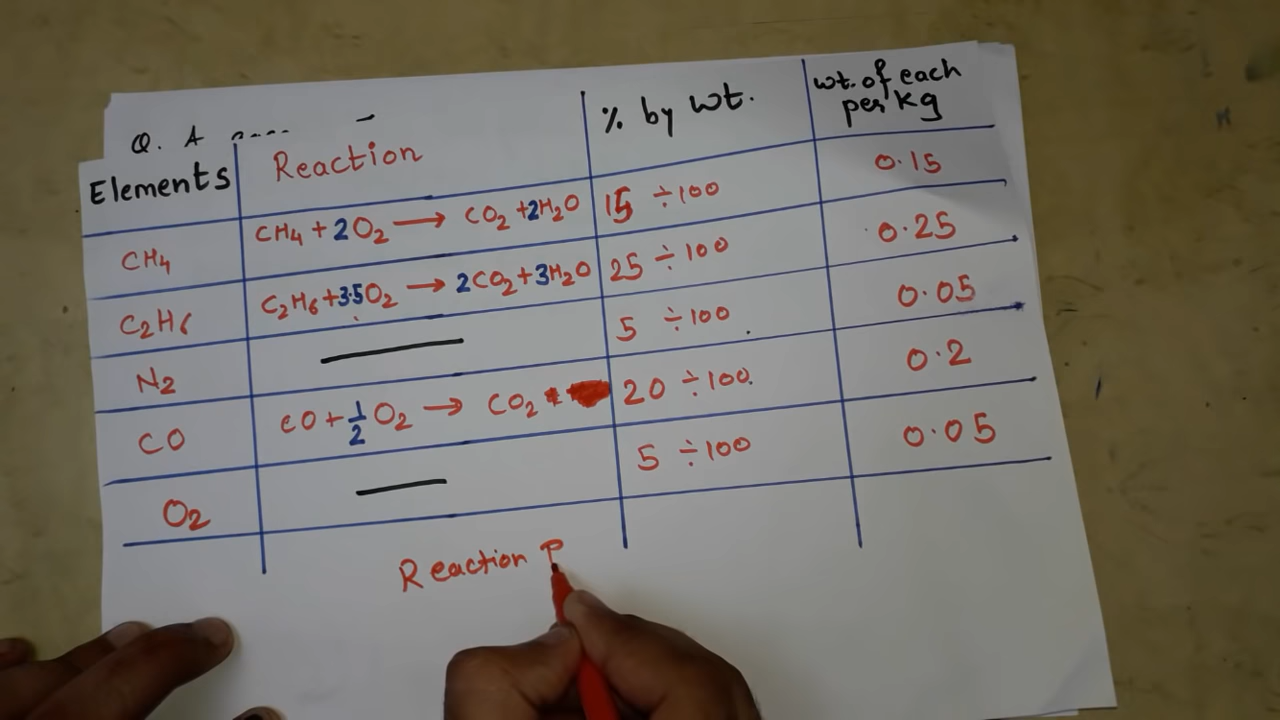 Q. A
Elements Reaction % by wt. wt. of each per kg
CH4 CH4 + 2O2 → CO2 + 2H2O 15 ÷100 0.15
C2H6 C2H6 + 3.5O2 → 2CO2 + 3H2O 25 ÷ 100 0.25
N2 5 ÷100 0.05
CO CO + 1/2 O2 → CO2 20 ÷100 0.2
O2 5 ÷100 0.05
Reaction P